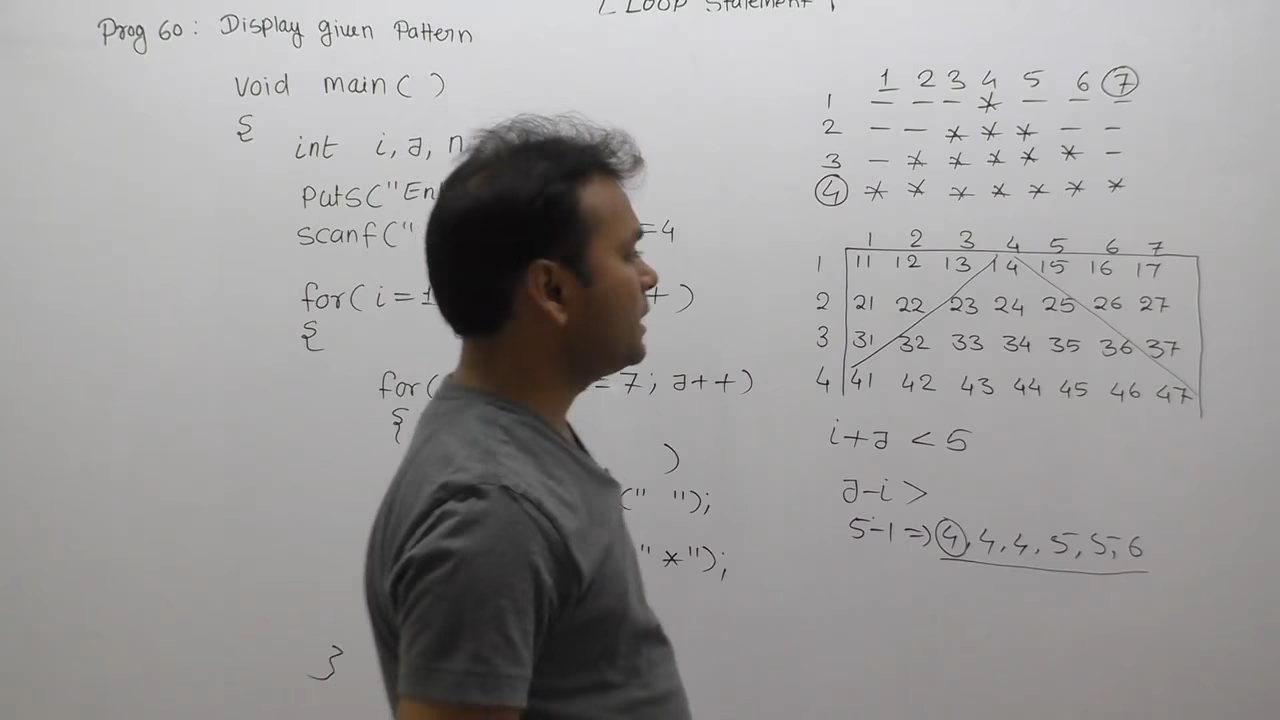 [ LOOP Statement ]
Prog 60 : Display given Pattern
void main( )
{
int i, J, n
puts("En
scanf(" =4
for( i=1 + )
{
for( =7; J++)
{
)
(" ");
"*");
}
1 2 3 4 5 6 7
1 - - - * - - -
2 - - * * * - -
3 - * * * * * -
4 * * * * * * *
1 2 3 4 5 6 7
1 11 12 13 14 15 16 17
2 21 22 23 24 25 26 27
3 31 32 33 34 35 36 37
4 41 42 43 44 45 46 47
i+J < 5
J-i >
5-1 => 4, 4, 4, 5, 5, 6